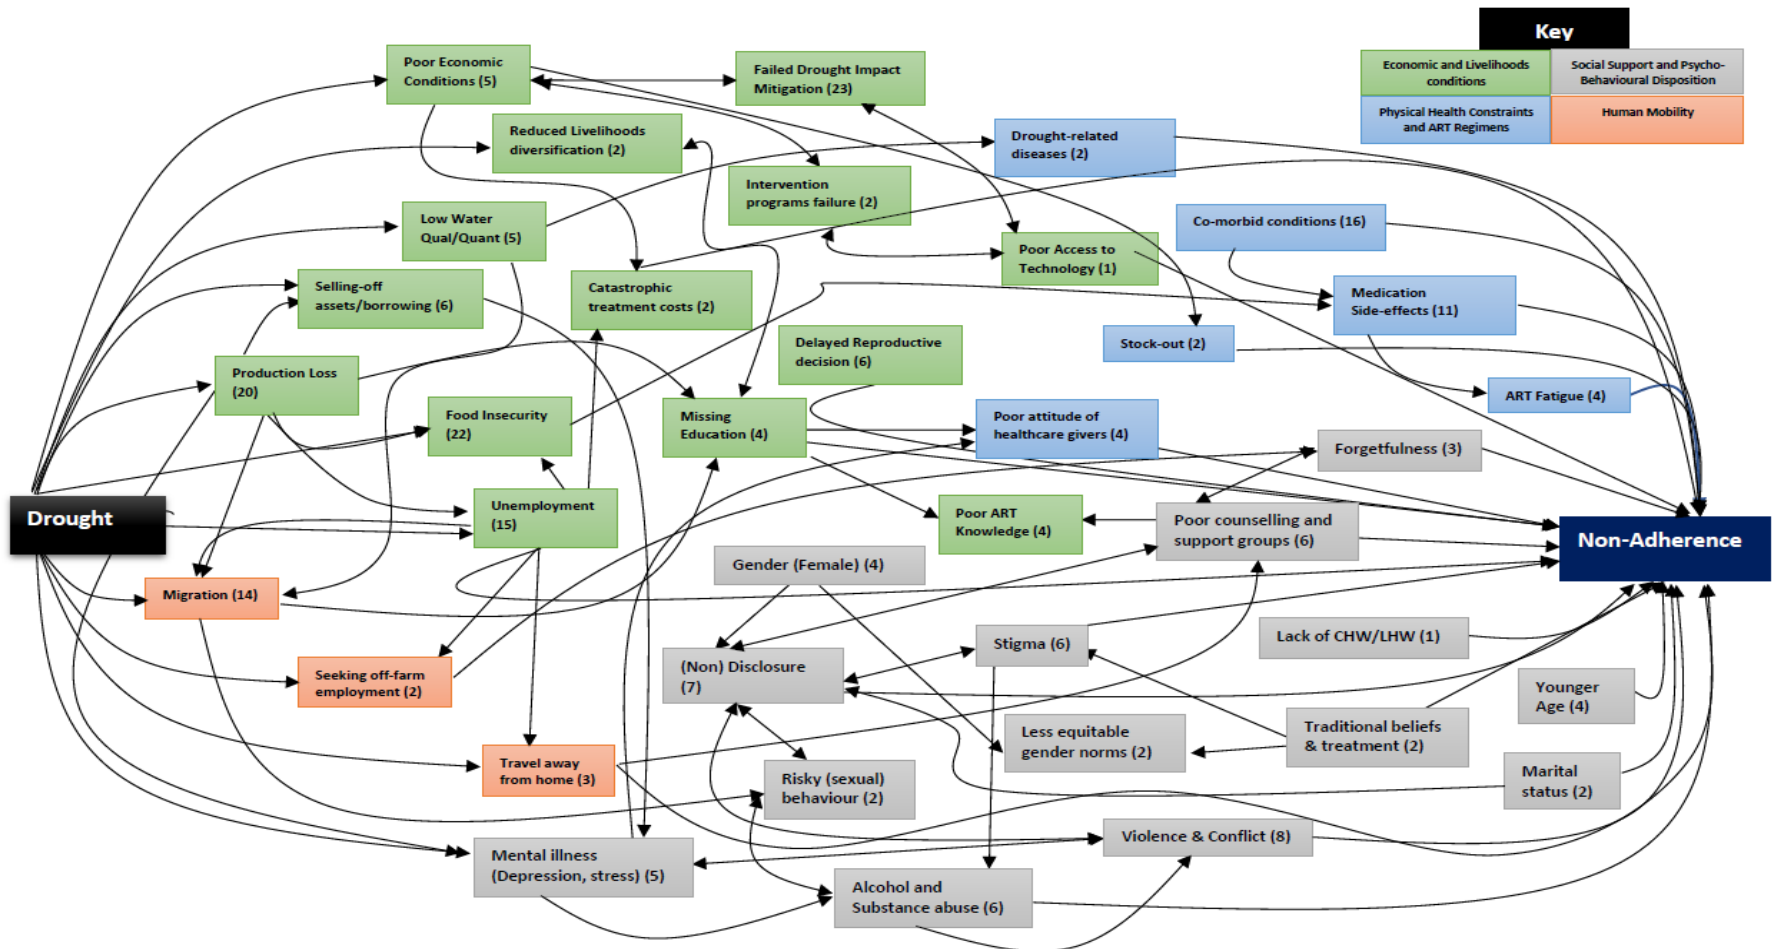 Key
Economic and Livelihoods
conditions
Social Support and Psycho-
Behavioural Disposition
Physical Health Constraints
and ART Regimens
Human Mobility
Poor Economic
Conditions (5)
Failed Drought Impact
Mitigation (23)
Reduced Livelihoods
diversification (2)
Drought-related
diseases (2)
Intervention
programs failure (2)
Low Water
Qual/Quant (5)
Co-morbid conditions (16)
Poor Access to
Technology (1)
Selling-off
assets/borrowing (6)
Catastrophic
treatment costs (2)
Medication
Side-effects (11)
Delayed Reproductive
decision (6)
Stock-out (2)
Production Loss
(20)
ART Fatigue (4)
Food Insecurity
(22)
Missing
Education (4)
Poor attitude of
healthcare givers (4)
Forgetfulness (3)
Drought
Unemployment
(15)
Poor ART
Knowledge (4)
Poor counselling and
support groups (6)
Non-Adherence
Gender (Female) (4)
Migration (14)
Stigma (6)
Lack of CHW/LHW (1)
Seeking off-farm
employment (2)
(Non) Disclosure
(7)
Younger
Age (4)
Less equitable
gender norms (2)
Traditional beliefs
& treatment (2)
Travel away
from home (3)
Risky (sexual)
behaviour (2)
Marital
status (2)
Violence & Conflict (8)
Mental illness
(Depression, stress) (5)
Alcohol and
Substance abuse (6)